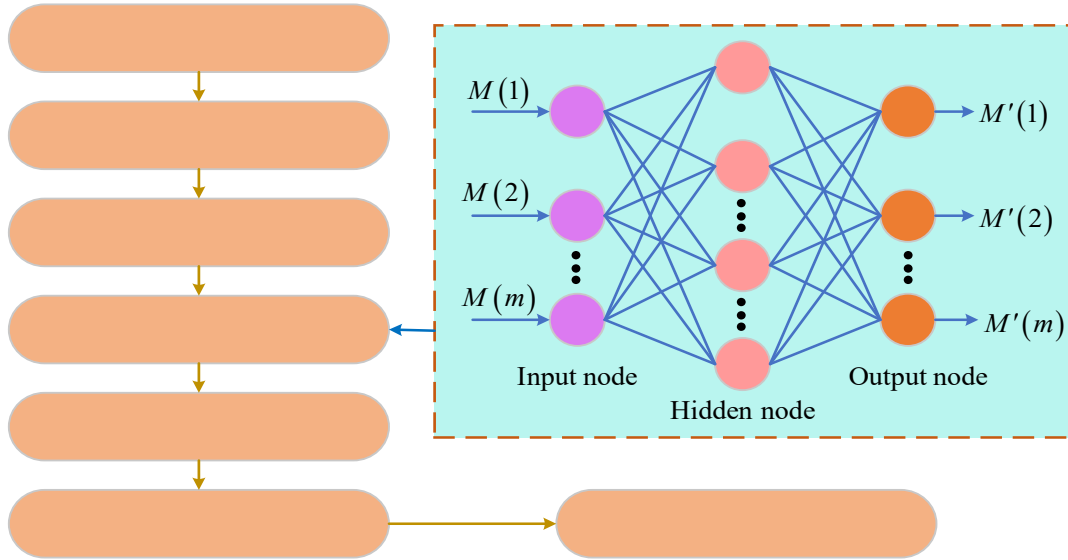 M(1)
M'(1)
M(2)
M'(2)
M(m)
M'(m)
Input node
Output node
Hidden node